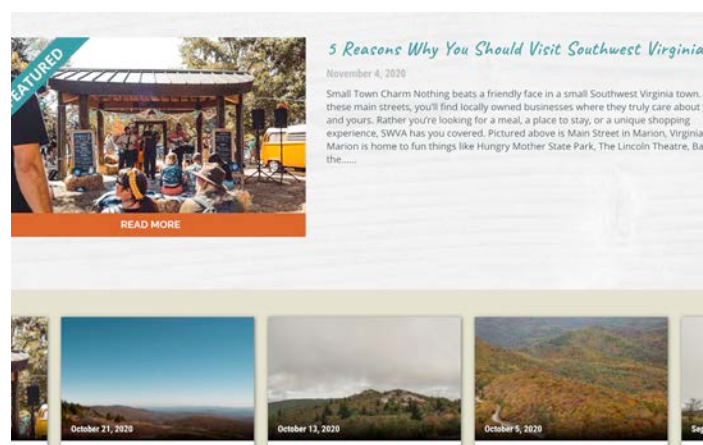 FEATURED
5 Reasons Why You Should Visit Southwest Virginia
November 4, 2020
Small Town Charm Nothing beats a friendly face in a small Southwest Virginia town.
these main streets, you'll find locally owned businesses where they truly care about
and yours. Rather you're looking for a meal, a place to stay, or a unique shopping
experience, SWVA has you covered. Pictured above is Main Street in Marion, Virginia
Marion is home to fun things like Hungry Mother State Park, The Lincoln Theatre, Ba
the......
READ MORE
October 21, 2020
October 13, 2020
October 5, 2020
Sep